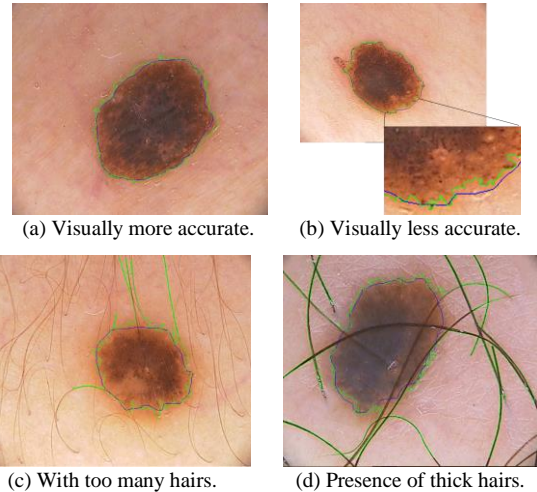 (a) Visually more accurate.
(b) Visually less accurate.
(c) With too many hairs.
(d) Presence of thick hairs.